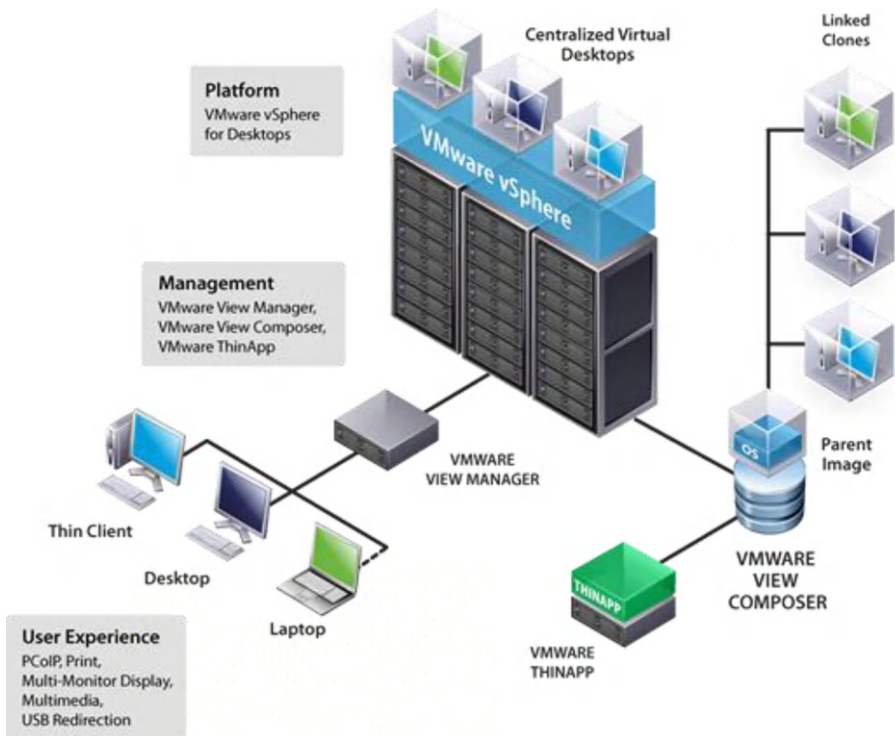 Centralized Virtual
Desktops
Linked
Clones
Platform
VMware vSphere
for Desktops
VMware vSphere
Management
VMware View Manager,
VMware View Composer,
VMware ThinApp
VMWARE
VIEW MANAGER
OS
Parent
Image
Thin Client
Desktop
Laptop
THINAPP
VMWARE
THINAPP
VMWARE
VIEW
COMPOSER
User Experience
PCoIP, Print,
Multi-Monitor Display,
Multimedia,
USB Redirection